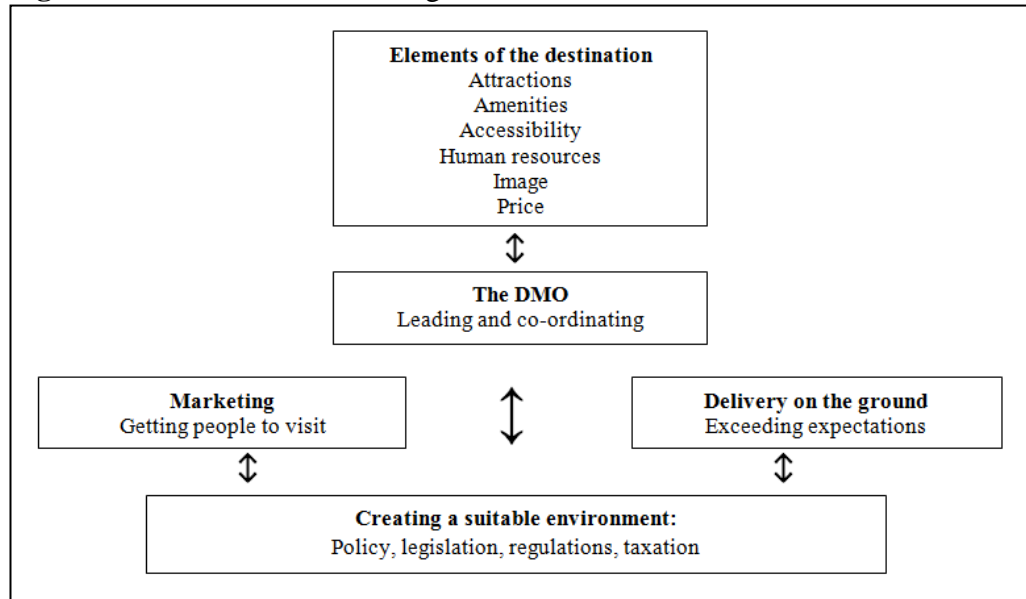 Elements of the destination
Attractions
Amenities
Accessibility
Human resources
Image
Price
The DMO
Leading and co-ordinating
Marketing
Getting people to visit
Delivery on the ground
Exceeding expectations
Creating a suitable environment:
Policy, legislation, regulations, taxation